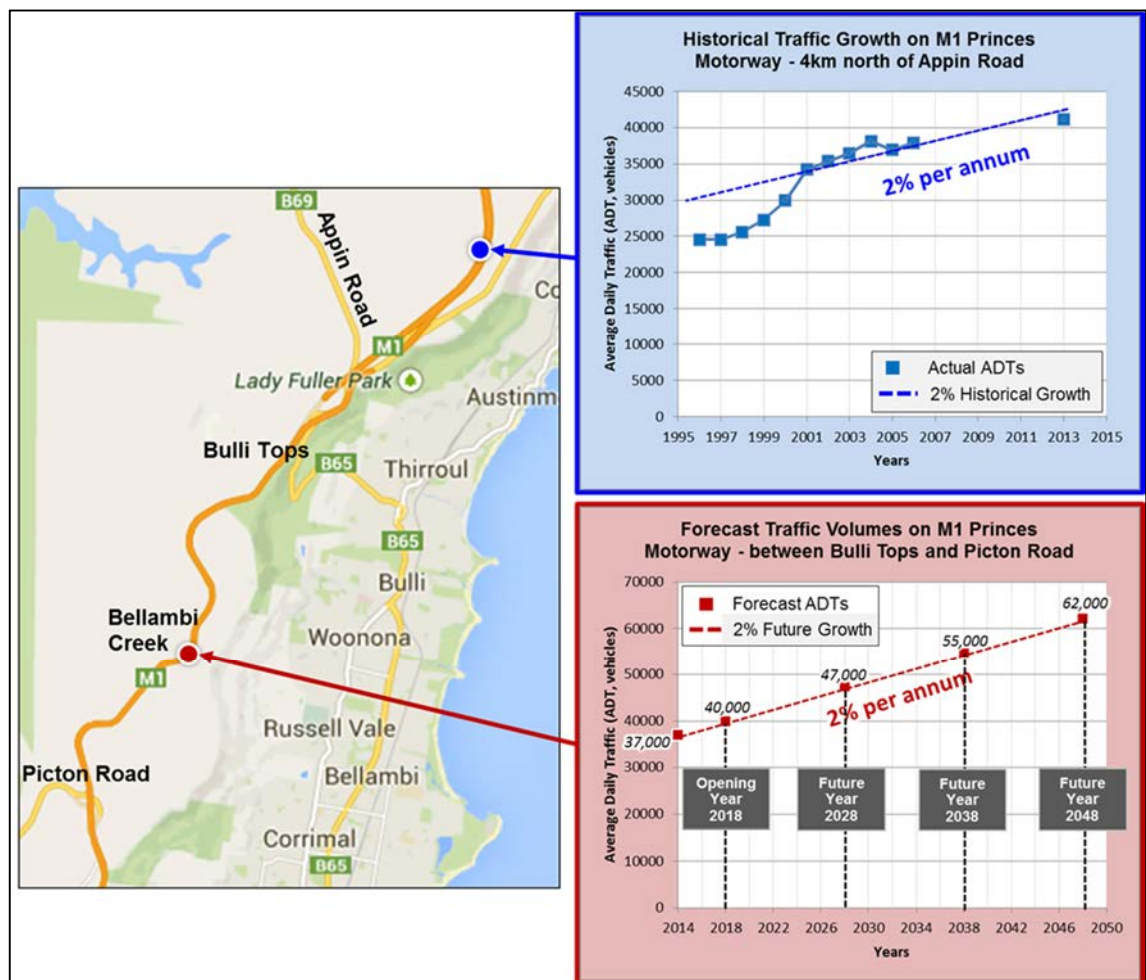 B69
Appin Road
M1
Co
Lady Fuller Park
Austinm
Bulli Tops
B65
Thirroul
B65
Bulli
Bellambi
Creek
Woonona
M1
Russell Vale
Picton Road
Bellambi
Corrimal
B65
Historical Traffic Growth on M1 Princes
Motorway - 4km north of Appin Road
Average Daily Traffic (ADT, vehicles)
45000
40000
35000
30000
25000
20000
15000
10000
5000
0
2% per annum
Actual ADTs
2% Historical Growth
1995 1997 1999 2001 2003 2005 2007 2009 2011 2013 2015
Years
Forecast Traffic Volumes on M1 Princes
Motorway - between Bulli Tops and Picton Road
Average Daily Traffic (ADT, vehicles)
70000
60000
50000
40000
30000
20000
10000
0
Forecast ADTs
2% Future Growth
37,000
40,000
47,000
55,000
62,000
2% per annum
Opening
Year
2018
Future
Year
2028
Future
Year
2038
Future
Year
2048
2014 2018 2022 2026 2030 2034 2038 2042 2046 2050
Years